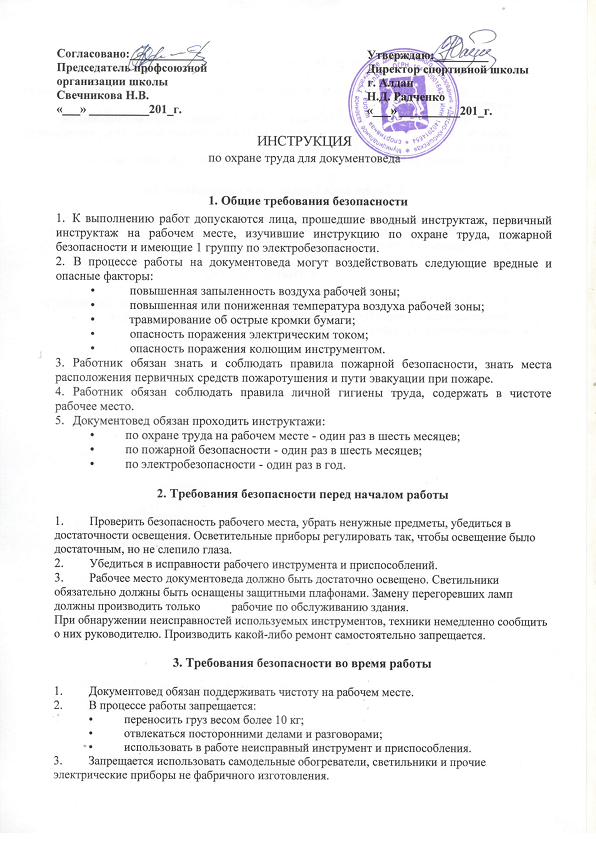 Согласовано:
Председатель профсоюзной
организации школы
Свечникова Н.В.
«___» __________201_г.
Утверждаю:
Директор спортивной школы
г. Алдан
Н.Д. Радченко
«___»__________201_г.
ИНСТРУКЦИЯ
по охране труда для документоведа
1. Общие требования безопасности
1. К выполнению работ допускаются лица, прошедшие вводный инструктаж, первичный
инструктаж на рабочем месте, изучившие инструкцию по охране труда, пожарной
безопасности и имеющие 1 группу по электробезопасности.
2. В процессе работы на документоведа могут воздействовать следующие вредные и
опасные факторы:
• повышенная запыленность воздуха рабочей зоны;
• повышенная или пониженная температура воздуха рабочей зоны;
• травмирование об острые кромки бумаги;
• опасность поражения электрическим током;
• опасность поражения колющим инструментом.
3. Работник обязан знать и соблюдать правила пожарной безопасности, знать места
расположения первичных средств пожаротушения и пути эвакуации при пожаре.
4. Работник обязан соблюдать правила личной гигиены труда, содержать в чистоте
рабочее место.
5. Документовед обязан проходить инструктажи:
• по охране труда на рабочем месте - один раз в шесть месяцев;
• по пожарной безопасности - один раз в шесть месяцев;
• по электробезопасности - один раз в год.
2. Требования безопасности перед началом работы
1. Проверить безопасность рабочего места, убрать ненужные предметы, убедиться в
достаточности освещения. Осветительные приборы регулировать так, чтобы освещение было
достаточным, но не слепило глаза.
2. Убедиться в исправности рабочего инструмента и приспособлений.
3. Рабочее место документоведа должно быть достаточно освещено. Светильники
обязательно должны быть оснащены защитными плафонами. Замену перегоревших ламп
должны производить только рабочие по обслуживанию здания.
При обнаружении неисправностей используемых инструментов, техники немедленно сообщить
о них руководителю. Производить какой-либо ремонт самостоятельно запрещается.
3. Требования безопасности во время работы
1. Документовед обязан поддерживать чистоту на рабочем месте.
2. В процессе работы запрещается:
• переносить груз весом более 10 кг;
• отвлекаться посторонними делами и разговорами;
• использовать в работе неисправный инструмент и приспособления.
3. Запрещается использовать самодельные обогреватели, светильники и прочие
электрические приборы не фабричного изготовления.